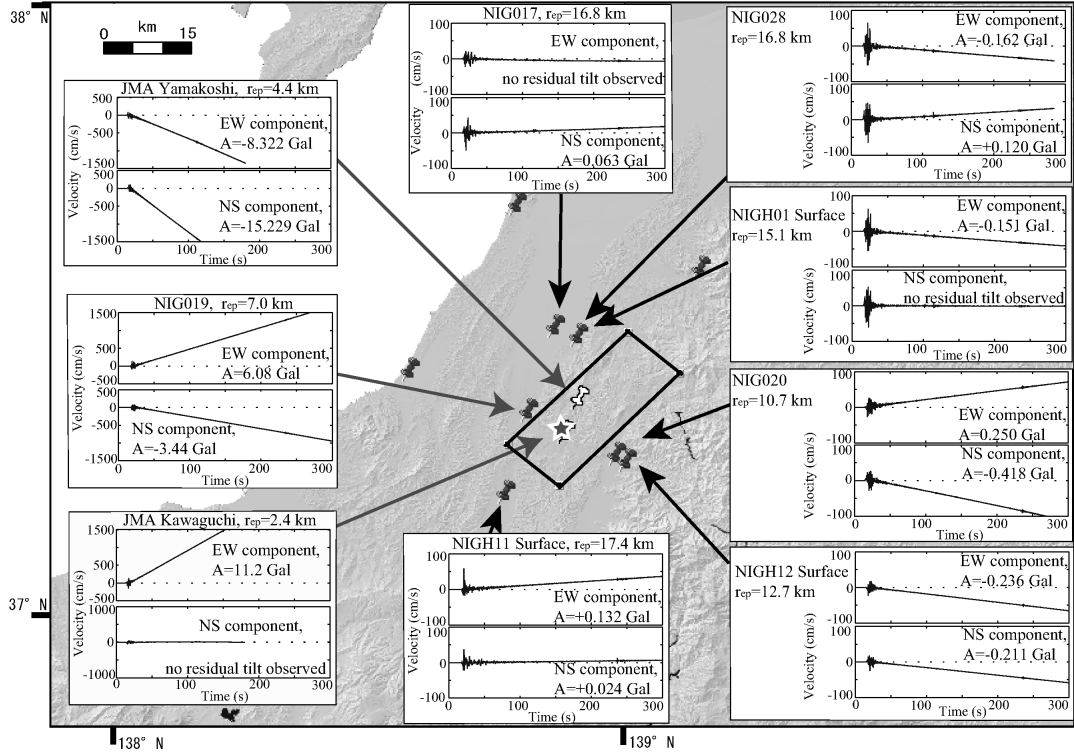 38° N
km
0 15
JMA Yamakoshi, rep=4.4 km
500
0
-500
-1500
EW component,
A=-8.322 Gal
500
0
-500
-1500
NS component,
A=-15.229 Gal
Velocity (cm/s)
0 100 200 300
Time (s)
NIG019, rep=7.0 km
1500
500
0
-500
EW component,
A=6.08 Gal
500
0
-500
-1500
NS component,
A=-3.44 Gal
Velocity (cm/s)
0 100 200 300
Time (s)
JMA Kawaguchi, rep=2.4 km
1500
500
0
-500
EW component,
A=11.2 Gal
1000
0
-1000
NS component,
no residual tilt observed
Velocity (cm/s)
0 100 200 300
Time (s)
NIG017, rep=16.8 km
100
0
-100
EW component,
no residual tilt observed
100
0
-100
NS component,
A=0.063 Gal
Velocity (cm/s)
0 100 200 300
Time (s)
NIGH11 Surface, rep=17.4 km
100
0
-100
EW component,
A=+0.132 Gal
100
0
-100
NS component,
A=+0.024 Gal
Velocity (cm/s)
0 100 200 300
Time (s)
NIG028
rep=16.8 km
100
0
-100
EW component,
A=-0.162 Gal
100
0
-100
NS component,
A=+0.120 Gal
Velocity (cm/s)
0 100 200 300
Time (s)
NIGH01 Surface
rep=15.1 km
100
0
-100
EW component,
A=-0.151 Gal
100
0
-100
NS component,
no residual tilt observed
Velocity (cm/s)
0 100 200 300
Time (s)
NIG020
rep=10.7 km
100
0
-100
EW component,
A=0.250 Gal
100
0
-100
NS component,
A=-0.418 Gal
Velocity (cm/s)
0 100 200 300
Time (s)
NIGH12 Surface
rep=12.7 km
100
0
-100
EW component,
A=-0.236 Gal
100
0
-100
NS component,
A=-0.211 Gal
Velocity (cm/s)
0 100 200 300
Time (s)
37° N
138° N
139° N